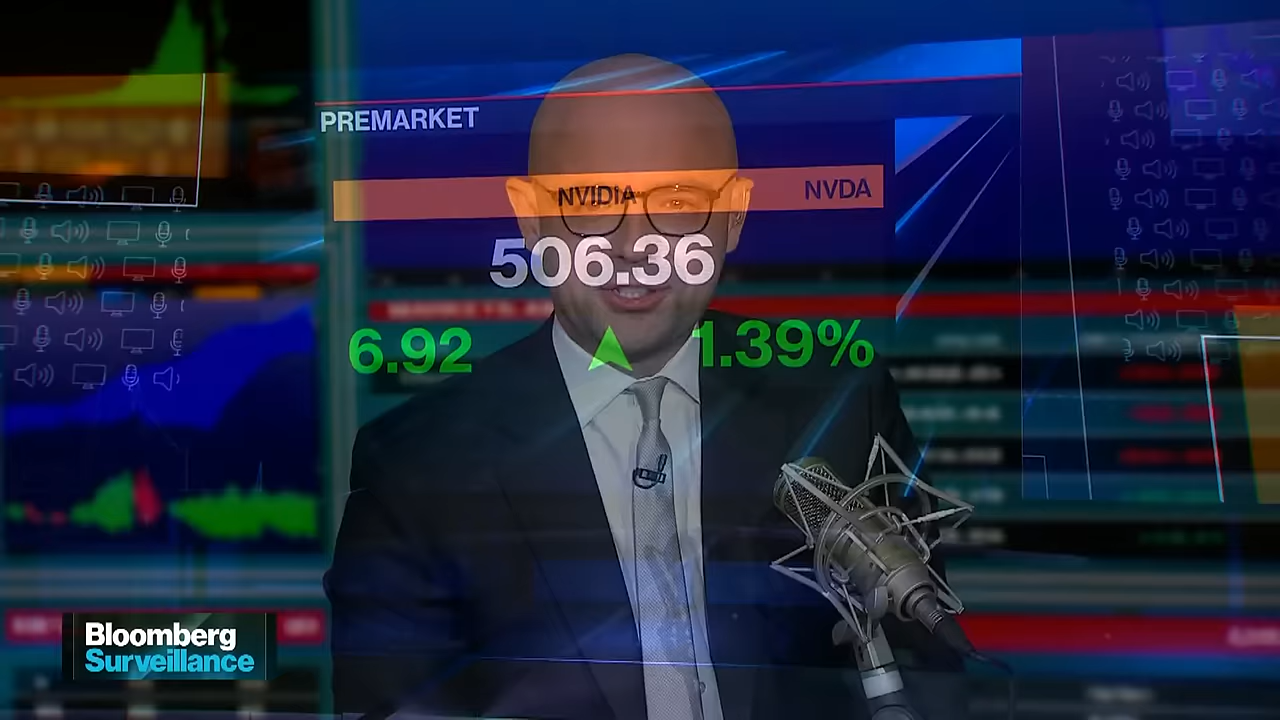 PREMARKET
NVIDIA NVDA
506.36
6.92 1.39%
Bloomberg
Surveillance